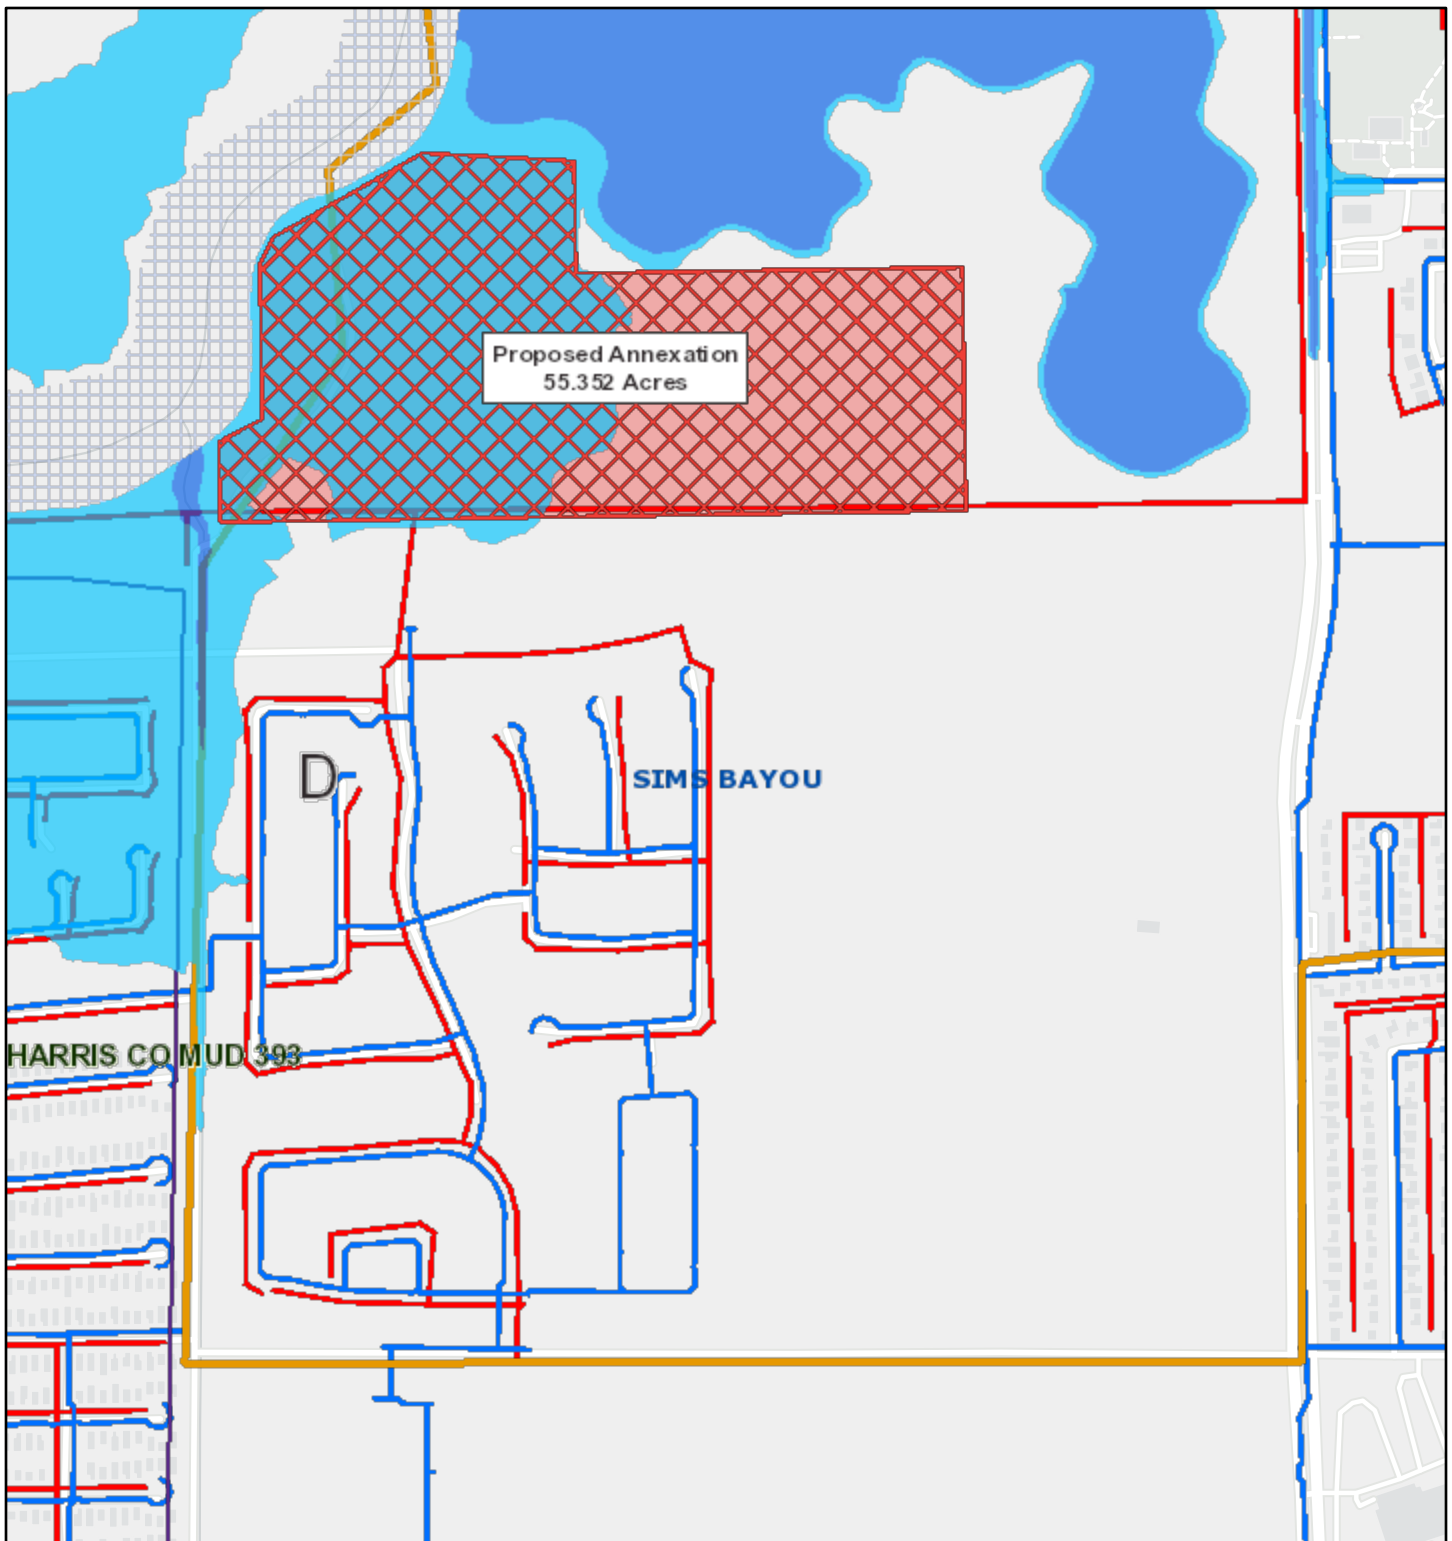 Proposed Annexation
55.352 Acres
D
SIMS BAYOU
HARRIS CO MUD 393